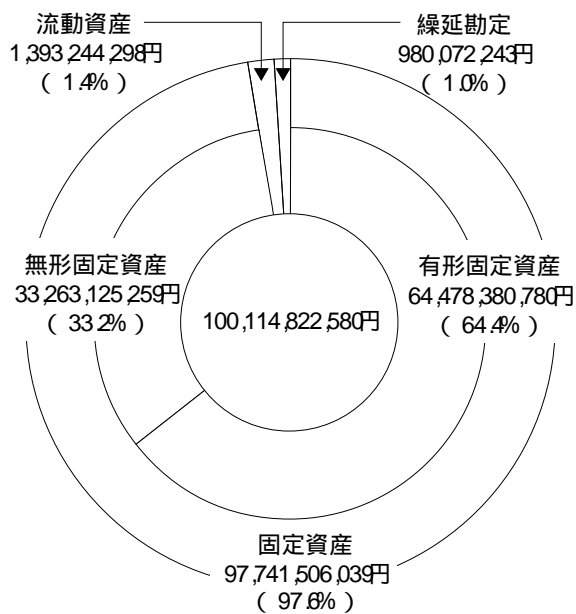 流動資産
1,393,244,298円
( 1.4% )
繰延勘定
980,072,243円
( 1.0% )
無形固定資産
33,263,125,259円
( 33.2% )
100,114,822,580円
有形固定資産
64,478,380,780円
( 64.4% )
固定資産
97,741,506,039円
( 97.6% )